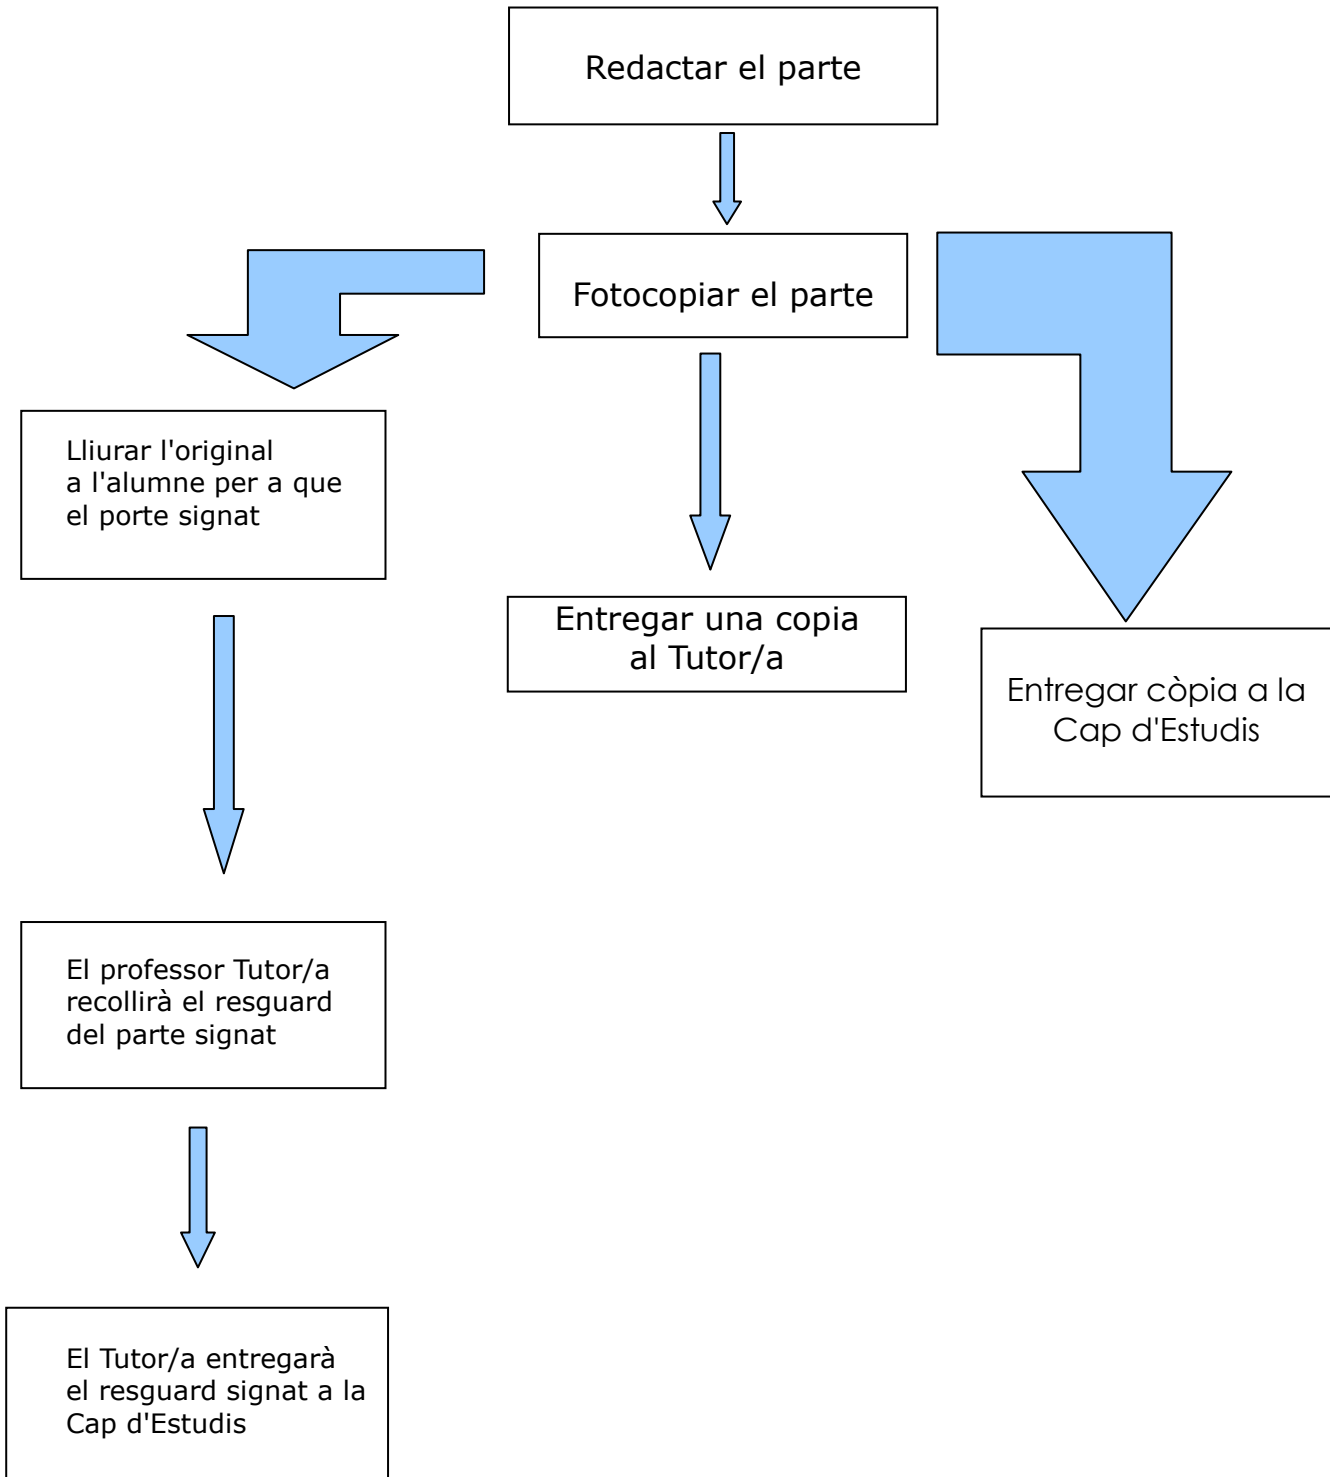 Redactar el parte
Fotocopiar el parte
Lliurar l'original
a l'alumne per a que
el porte signat
Entregar una copia
al Tutor/a
Entregar còpia a la
Cap d'Estudis
El professor Tutor/a
recollirà el resguard
del parte signat
El Tutor/a entregarà
el resguard signat a la
Cap d'Estudis